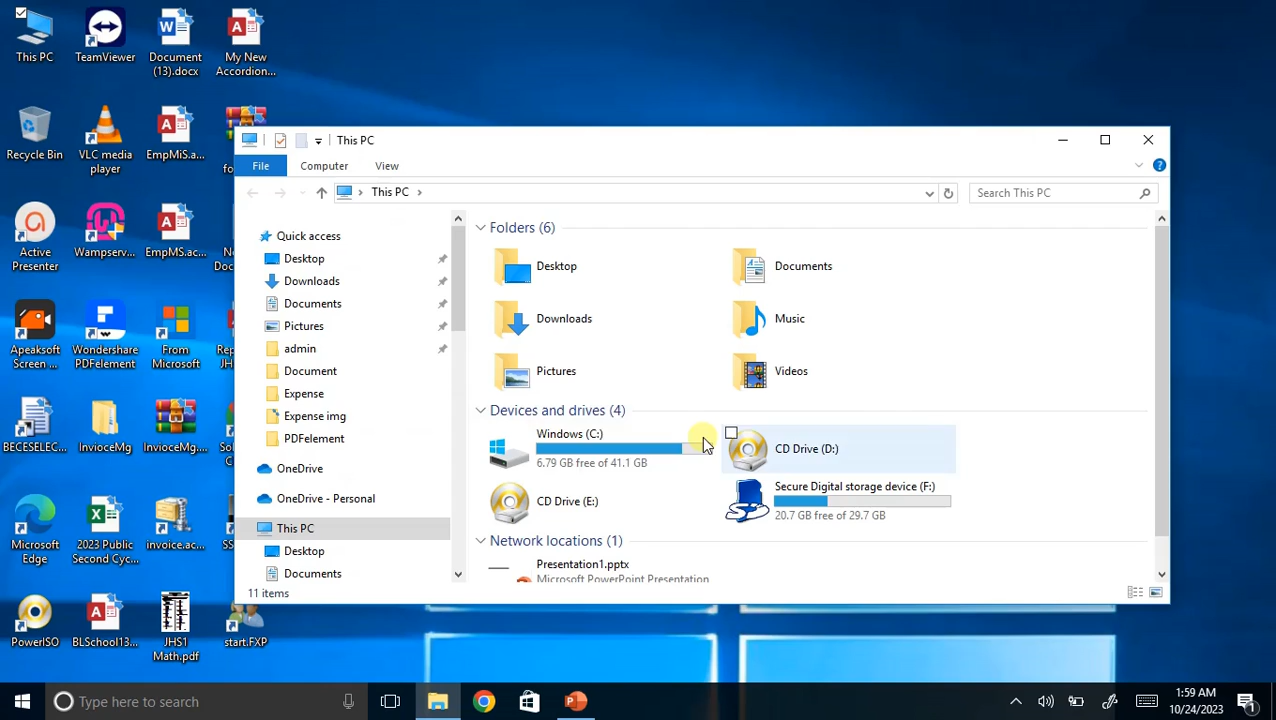 This PC
TeamViewer
Document
(13).docx
My New
Accordion...
Recycle Bin
VLC media
player
EmpMiS.a...
Active
Presenter
Wampserv...
EmpMS.ac...
Apeaksoft
Screen ...
Wondershare
PDFelement
From
Microsoft
BECESELEC...
InvioceMg
InvioceMg...
Microsoft
Edge
2023 Public
Second Cyc...
invoice.ac...
PowerISO
BLSchool13...
JHS1
Math.pdf
start.FXP
This PC
File
Computer
View
This PC
Search This PC
Quick access
Desktop
Downloads
Documents
Pictures
admin
Document
Expense
Expense img
PDFelement
OneDrive
OneDrive - Personal
This PC
Desktop
Documents
Folders (6)
Desktop
Documents
Downloads
Music
Pictures
Videos
Devices and drives (4)
Windows (C:)
6.79 GB free of 41.1 GB
CD Drive (D:)
CD Drive (E:)
Secure Digital storage device (F:)
20.7 GB free of 29.7 GB
Network locations (1)
Presentation1.pptx
Microsoft PowerPoint Presentation
11 items
Type here to search
1:59 AM
10/24/2023
1